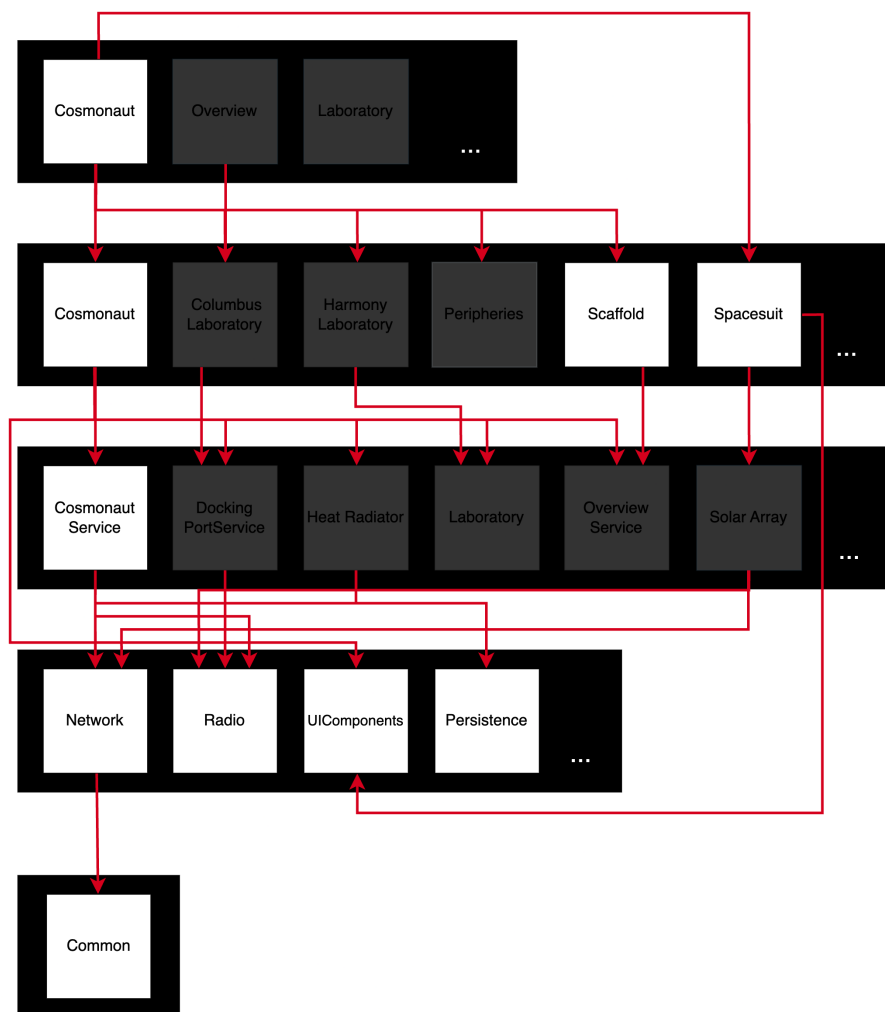 Cosmonaut
Overview
Laboratory
...
Cosmonaut
Columbus
Laboratory
Harmony
Laboratory
Peripheries
Scaffold
Spacesuit
...
Cosmonaut
Service
Docking
PortService
Heat Radiator
Laboratory
Overview
Service
Solar Array
...
Network
Radio
UIComponents
Persistence
...
Common